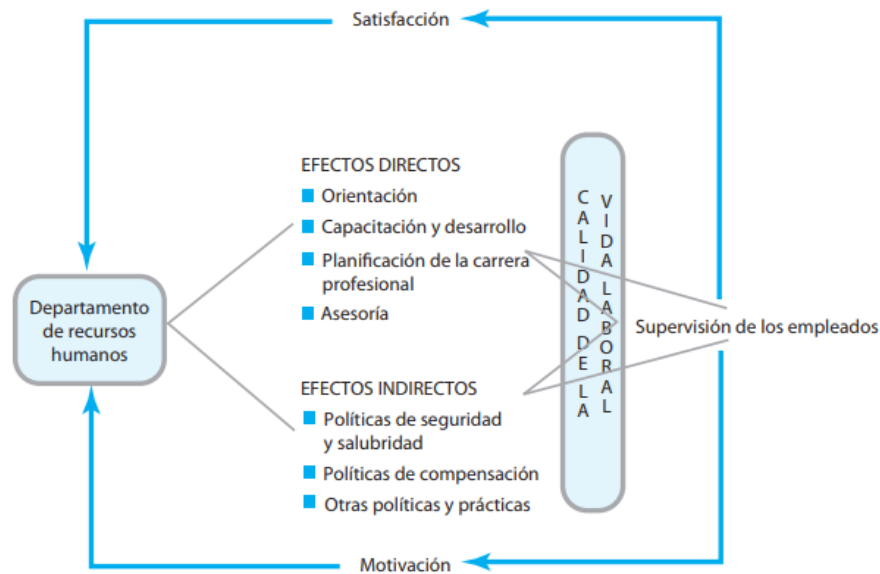 Satisfacción
EFECTOS DIRECTOS
Orientación
Capacitación y desarrollo
Planificación de la carrera
profesional
Asesoría
Departamento
de recursos
humanos
CALIDAD DE LA
VIDA LABORAL
Supervisión de los empleados
EFECTOS INDIRECTOS
Políticas de seguridad
y salubridad
Políticas de compensación
Otras políticas y prácticas
Motivación